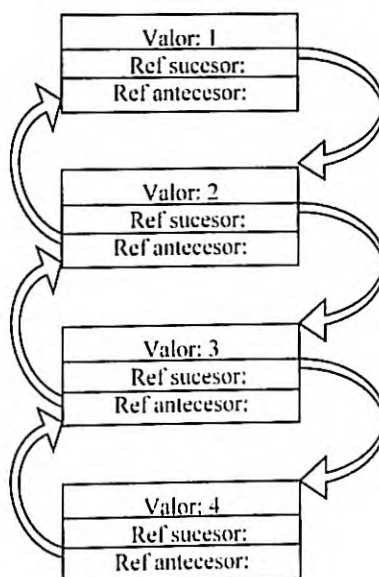 Valor: 1
Ref sucesor:
Ref antecesor:
Valor: 2
Ref sucesor:
Ref antecesor:
Valor: 3
Ref sucesor:
Ref antecesor:
Valor: 4
Ref sucesor:
Ref antecesor: